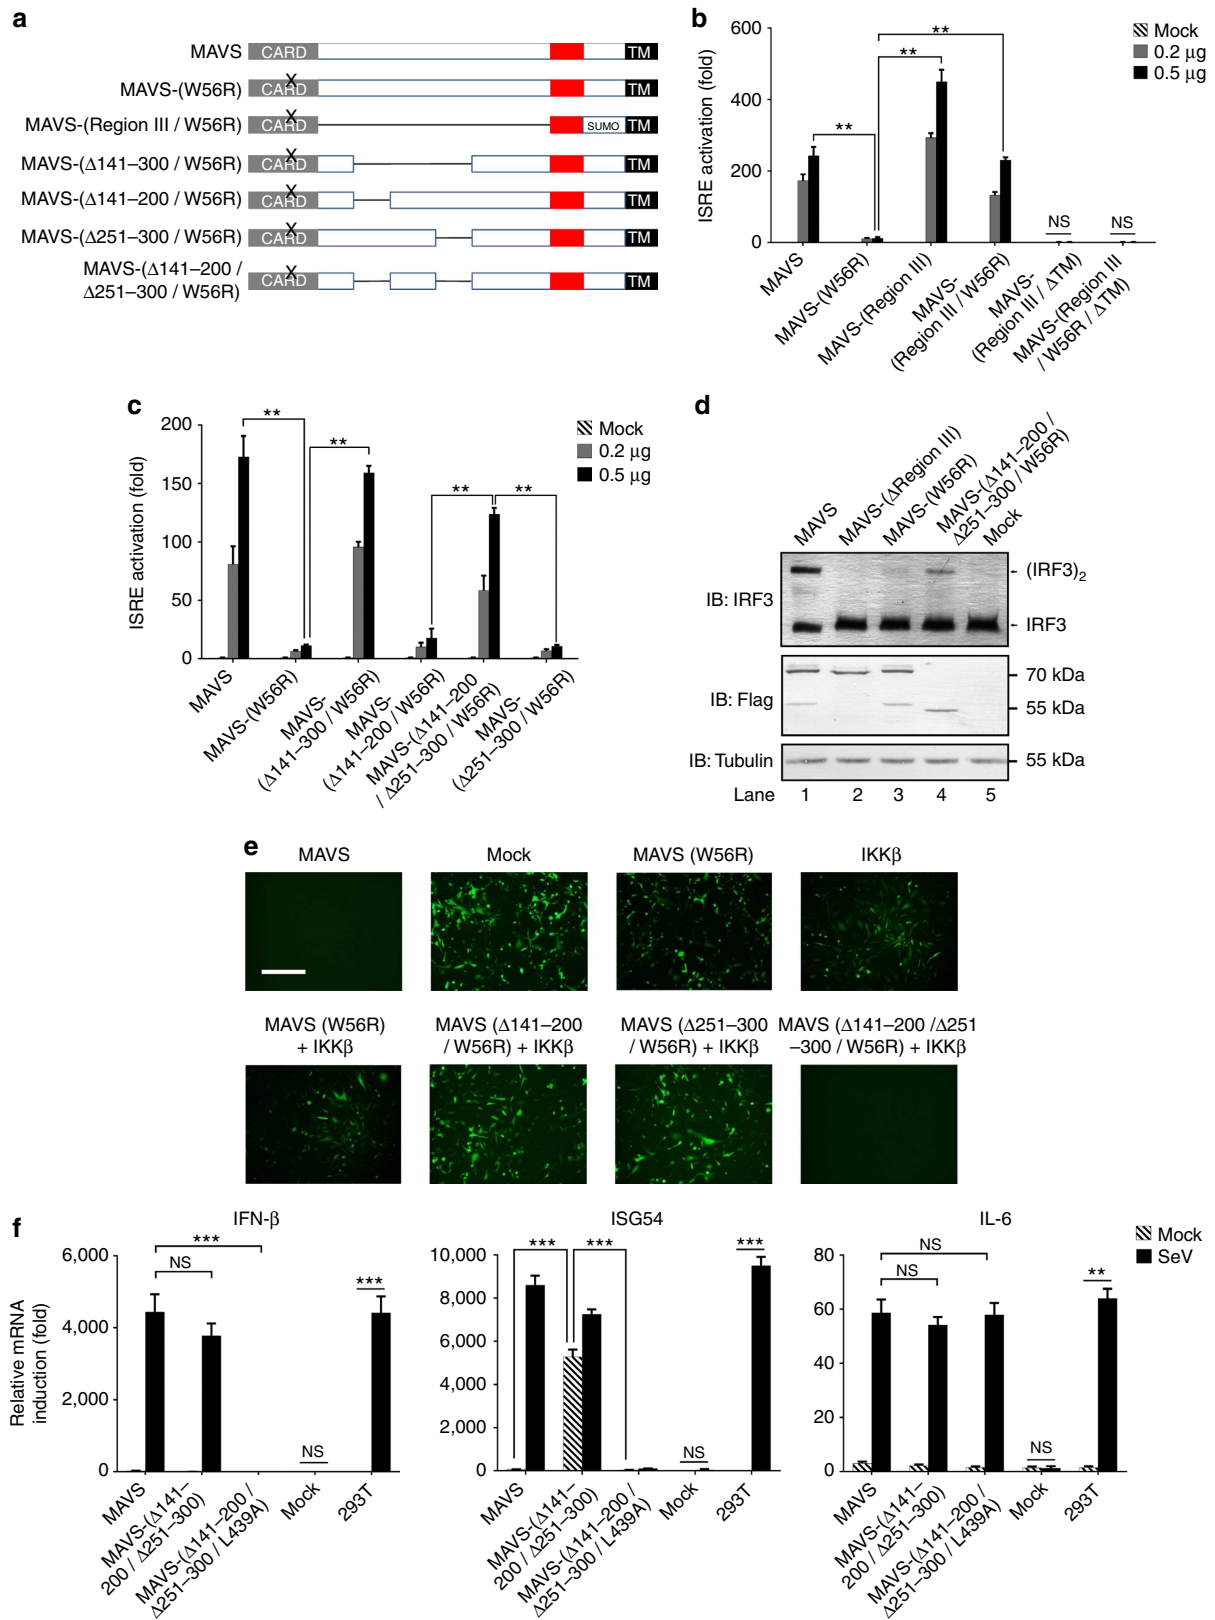 a
MAVS
CARD
TM
MAVS-(W56R)
X
CARD
TM
MAVS-(Region III / W56R)
X
CARD
SUMO
TM
MAVS-(Δ141–300 / W56R)
X
CARD
TM
MAVS-(Δ141–200 / W56R)
X
CARD
TM
MAVS-(Δ251–300 / W56R)
X
CARD
TM
MAVS-(Δ141–200 /
Δ251–300 / W56R)
X
CARD
TM
b
ISRE activation (fold)
600
400
200
0
**
**
**
NS
NS
Mock
0.2 μg
0.5 μg
MAVS
MAVS-(W56R)
MAVS-(Region III)
MAVS-
(Region III / W56R)
MAVS-
(Region III / ΔTM)
MAVS-(Region III
/ W56R / ΔTM)
c
ISRE activation (fold)
200
150
100
50
0
**
**
**
**
Mock
0.2 μg
0.5 μg
MAVS
MAVS-(W56R)
MAVS-
(Δ141–300 / W56R)
MAVS-
(Δ141–200 / W56R)
MAVS-(Δ141–200
/ Δ251–300 / W56R)
MAVS-
(Δ251–300 / W56R)
d
MAVS
MAVS-(ΔRegion III)
MAVS-(W56R)
MAVS-(Δ141–200 /
Δ251–300 / W56R)
Mock
IB: IRF3
(IRF3)2
IRF3
IB: Flag
70 kDa
55 kDa
IB: Tubulin
55 kDa
Lane 1 2 3 4 5
e
MAVS
Mock
MAVS (W56R)
IKKβ
MAVS (W56R)
+ IKKβ
MAVS (Δ141–200
/ W56R) + IKKβ
MAVS (Δ251–300
/ W56R) + IKKβ
MAVS (Δ141–200 /Δ251
–300 / W56R) + IKKβ
f
Relative mRNA
induction (fold)
IFN-β
6,000
4,000
2,000
0
***
NS
NS
***
MAVS
MAVS-(Δ141–
200 / Δ251–300)
MAVS-(Δ141–200 /
Δ251–300 / L439A)
Mock
293T
ISG54
10,000
8,000
6,000
4,000
2,000
0
***
***
NS
***
MAVS
MAVS-(Δ141–
200 / Δ251–300)
MAVS-(Δ141–200 /
Δ251–300 / L439A)
Mock
293T
IL-6
80
60
40
20
0
NS
NS
NS
**
Mock
SeV
MAVS
MAVS-(Δ141–
200 / Δ251–300)
MAVS-(Δ141–200 /
Δ251–300 / L439A)
Mock
293T